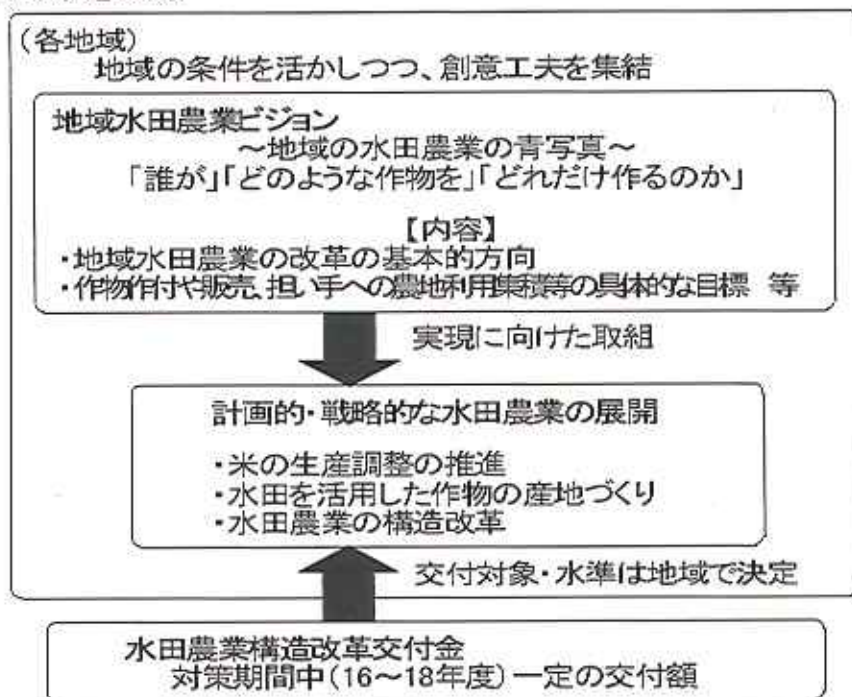 (各地域)
地域の条件を活かしつつ、創意工夫を集結
地域水田農業ビジョン
～地域の水田農業の青写真～
「誰が」「どのような作物を」「どれだけ作るのか」
【内容】
・地域水田農業の改革の基本的方向
・作物作付や販売、担い手への農地利用集積等の具体的な目標 等
実現に向けた取組
計画的・戦略的な水田農業の展開
・米の生産調整の推進
・水田を活用した作物の産地づくり
・水田農業の構造改革
交付対象・水準は地域で決定
水田農業構造改革交付金
対策期間中(16～18年度)一定の交付額